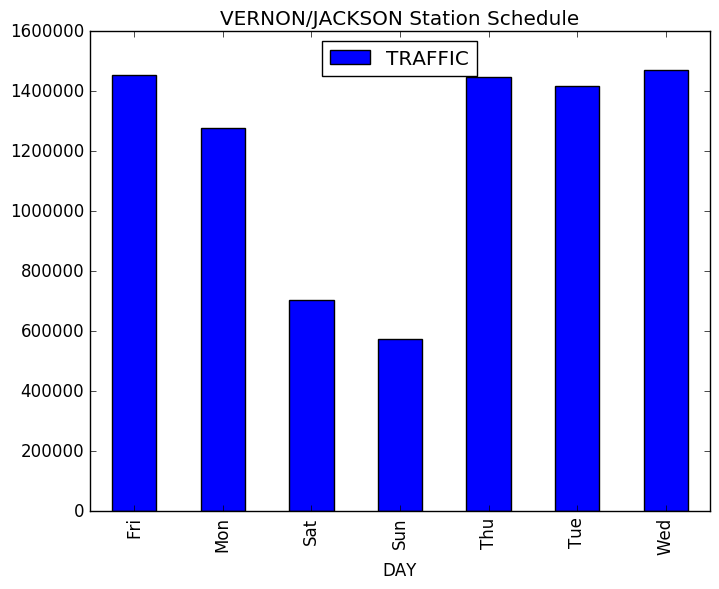 VERNON/JACKSON Station Schedule
TRAFFIC
1600000
1400000
1200000
1000000
800000
600000
400000
200000
0
Fri
Mon
Sat
Sun
Thu
Tue
Wed
DAY